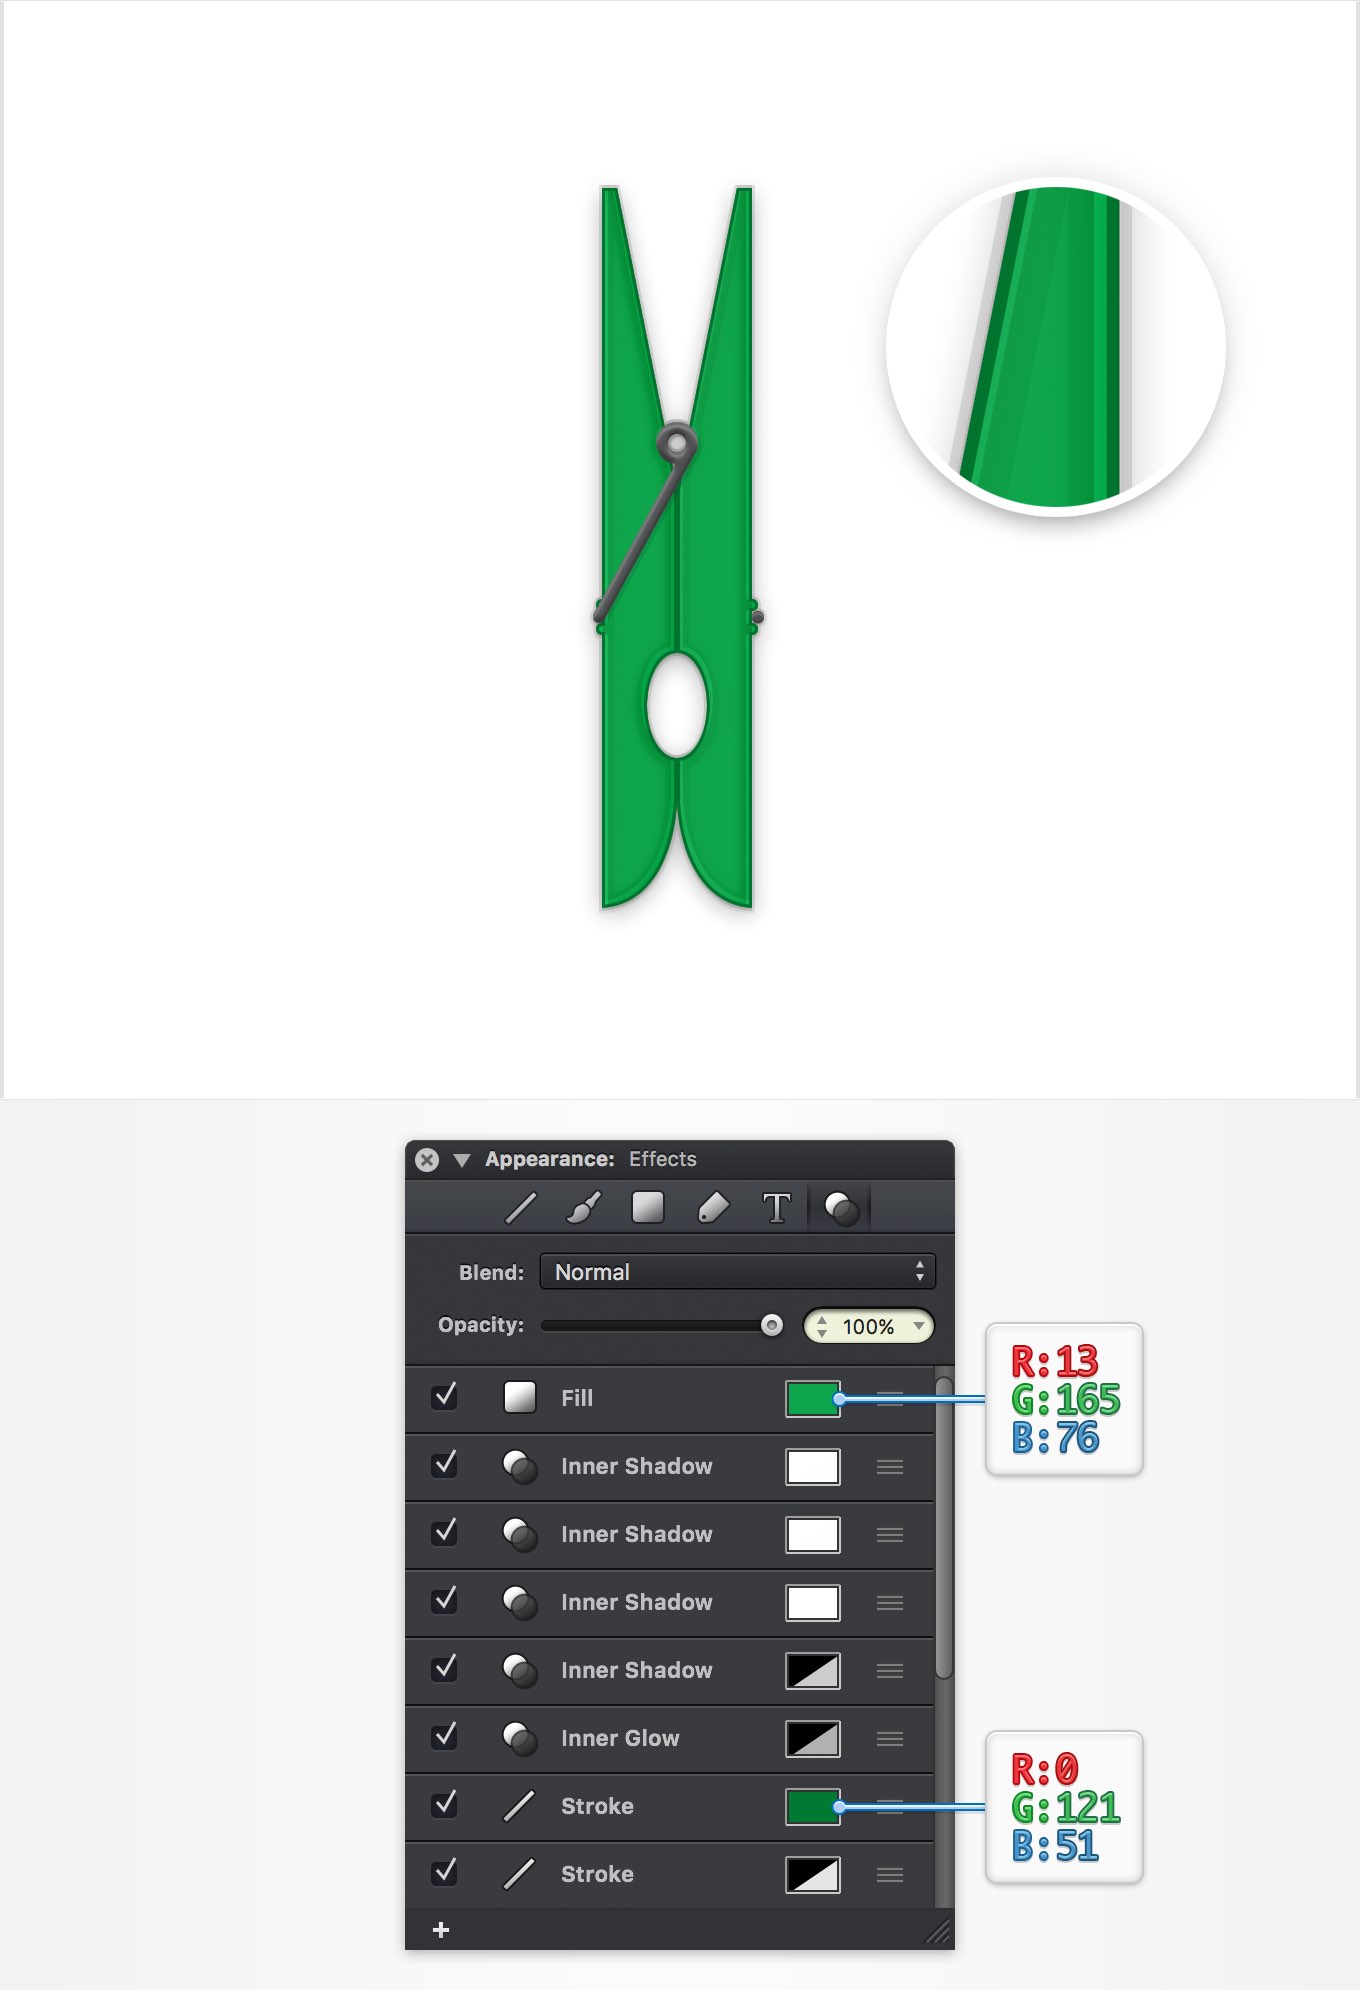 Appearance: Effects
T
Blend: Normal
Opacity: 100%
Fill
R:13
G:165
B:76
Inner Shadow
Inner Shadow
Inner Shadow
Inner Shadow
Inner Glow
Stroke
R:0
G:121
B:51
Stroke
+